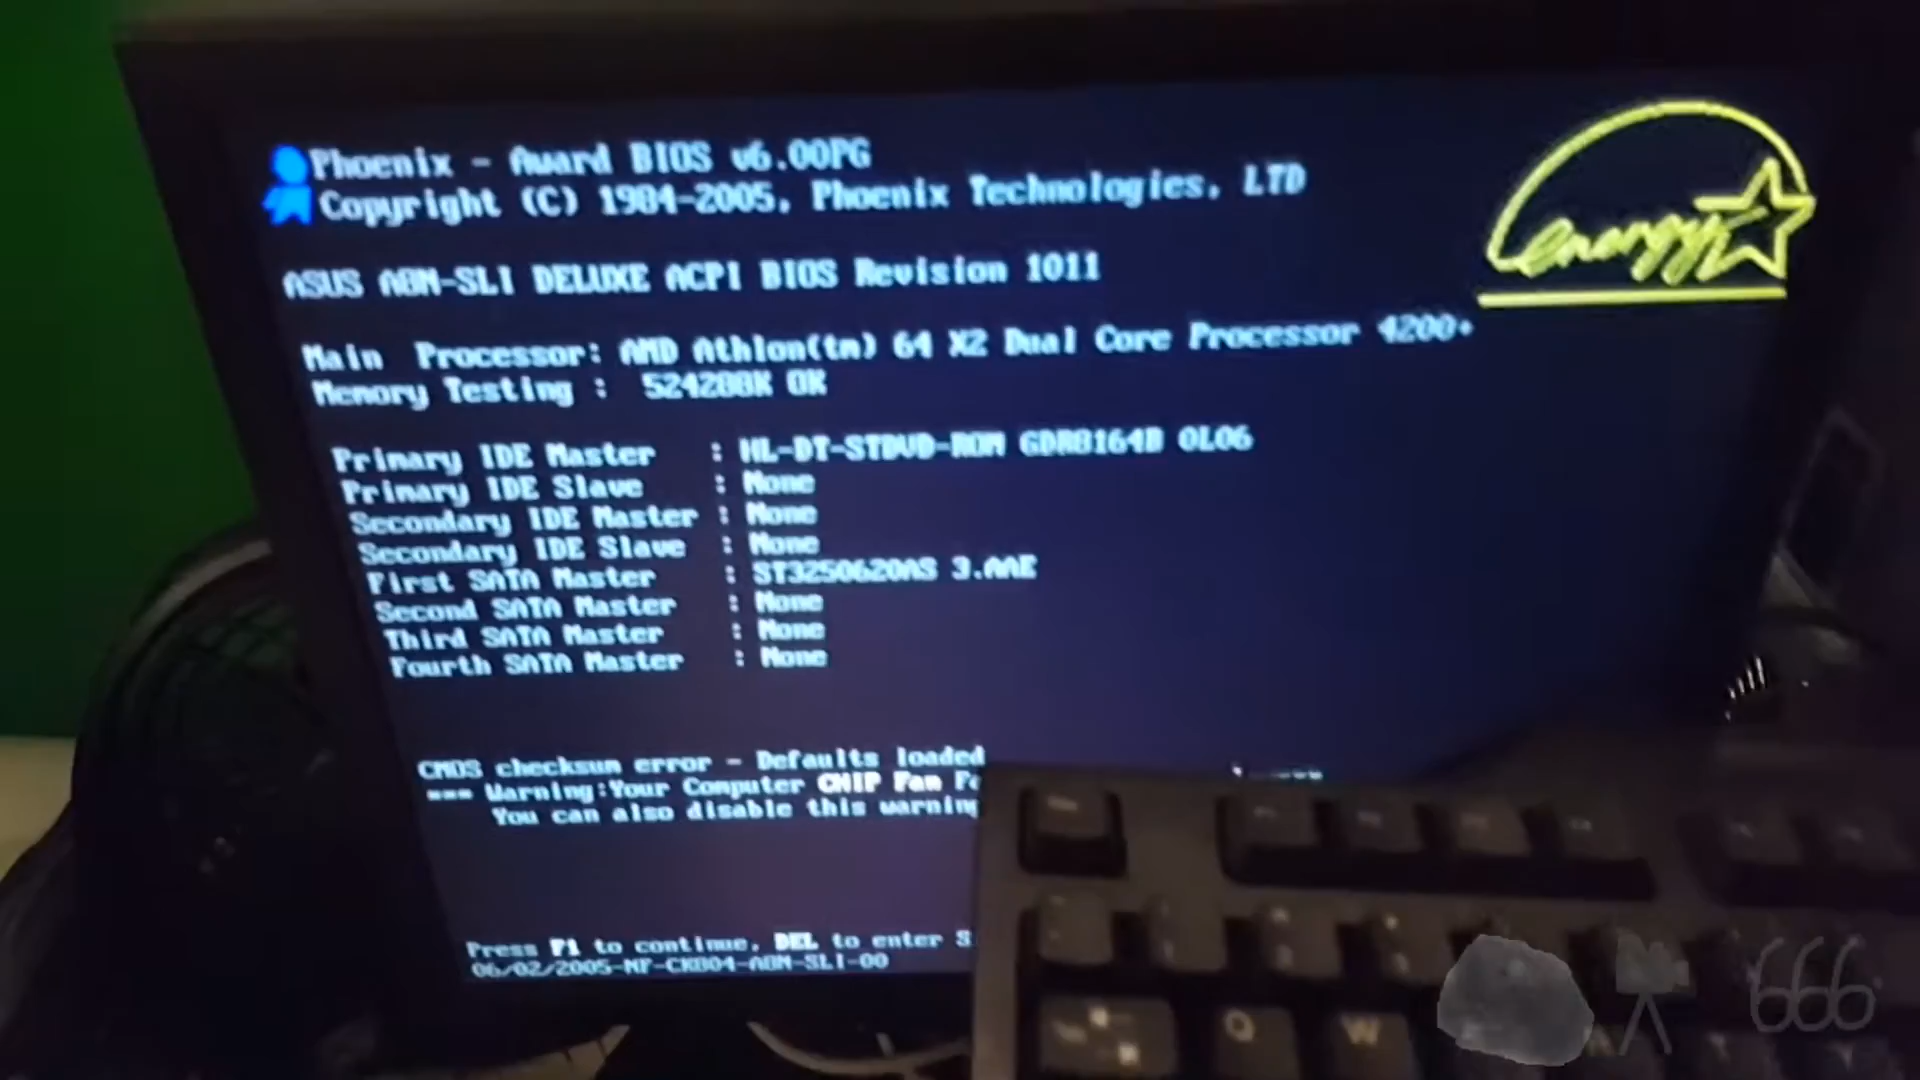 Phoenix - Award BIOS v6.00PG
Copyright (C) 1984-2005, Phoenix Technologies, LTD
energy
ASUS A8N-SLI DELUXE ACPI BIOS Revision 1011
Main Processor: AMD Athlon(tm) 64 X2 Dual Core Processor 4200+
Memory Testing : 524288K OK
Primary IDE Master : HL-DT-STDVD-ROM GDR8164B 0L06
Primary IDE Slave : None
Secondary IDE Master : None
Secondary IDE Slave : None
First SATA Master : ST3250620AS 3.AAE
Second SATA Master : None
Third SATA Master : None
Fourth SATA Master : None
CMOS checksum error - Defaults loaded
=== Warning:Your Computer CHIP Fan Fa
You can also disable this warning
Press F1 to continue, DEL to enter S
06/02/2005-NF-CK804-A8N-SLI-00
Q W
666